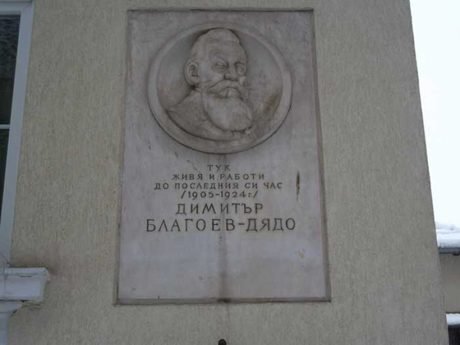 ТУК
ЖИВЯ И РАБОТИ
ДО ПОСЛЕДНИЯ СИ ЧАС
/1905-1924г/
ДИМИТЪР
БЛАГОЕВ-ДЯДО